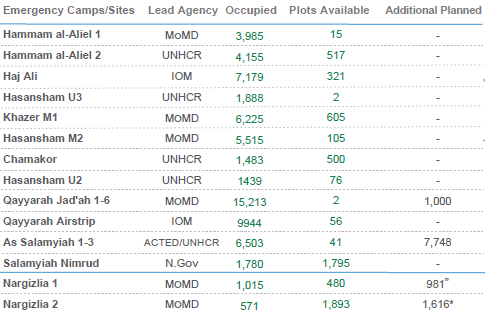 Emergency Camps/Sites Lead Agency Occupied Plots Available Additional Planned
Hammam al-Aliel 1 MoMD 3,985 15 -
Hammam al-Aliel 2 UNHCR 4,155 517 -
Haj Ali IOM 7,179 321 -
Hasansham U3 UNHCR 1,888 2 -
Khazer M1 MoMD 6,225 605 -
Hasansham M2 MoMD 5,515 105 -
Chamakor UNHCR 1,483 500 -
Hasansham U2 UNHCR 1439 76 -
Qayyarah Jad'ah 1-6 MoMD 15,213 2 1,000
Qayyarah Airstrip IOM 9944 56 -
As Salamyiah 1-3 ACTED/UNHCR 6,503 41 7,748
Salamyiah Nimrud N.Gov 1,780 1,795 -
Nargizlia 1 MoMD 1,015 480 981"
Nargizlia 2 MoMD 571 1,893 1,616*